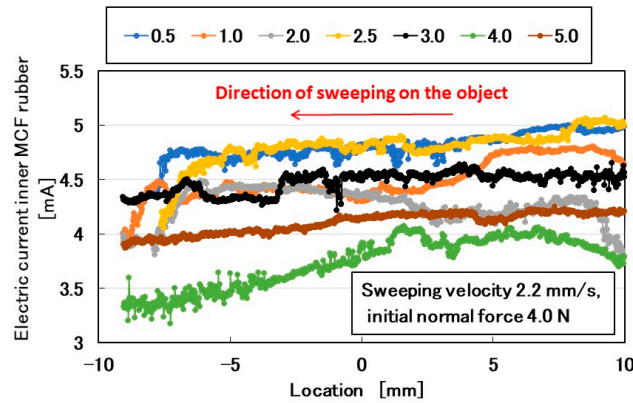 0.5 1.0 2.0 2.5 3.0 4.0 5.0
Direction of sweeping on the object
Electric current inner MCF rubber
[mA]
5.5
5
4.5
4
3.5
3
Sweeping velocity 2.2 mm/s,
initial normal force 4.0 N
−10 −5 0 5 10
Location [mm]